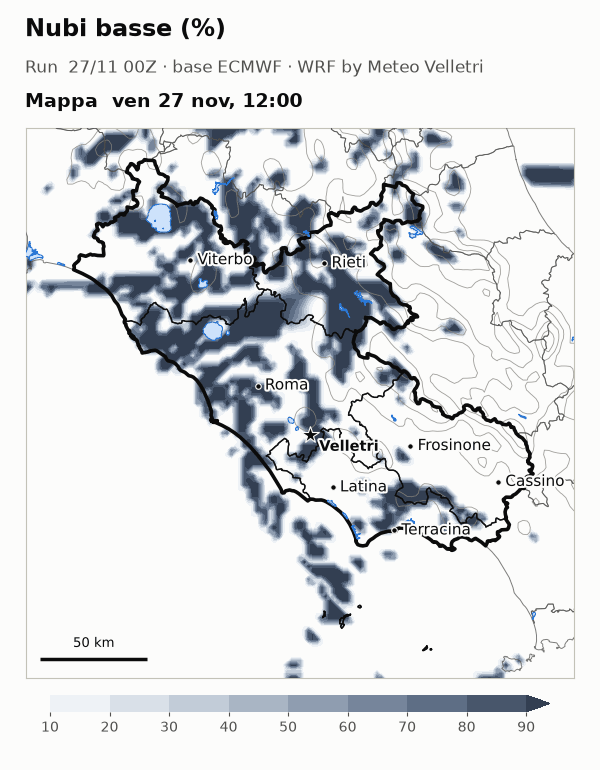 Nubi basse (%)
Run 27/11 00Z · base ECMWF · WRF by Meteo Velletri
Mappa ven 27 nov, 12:00
Viterbo
Rieti
Roma
Velletri
Frosinone
Cassino
Latina
Terracina
50 km
10 20 30 40 50 60 70 80 90